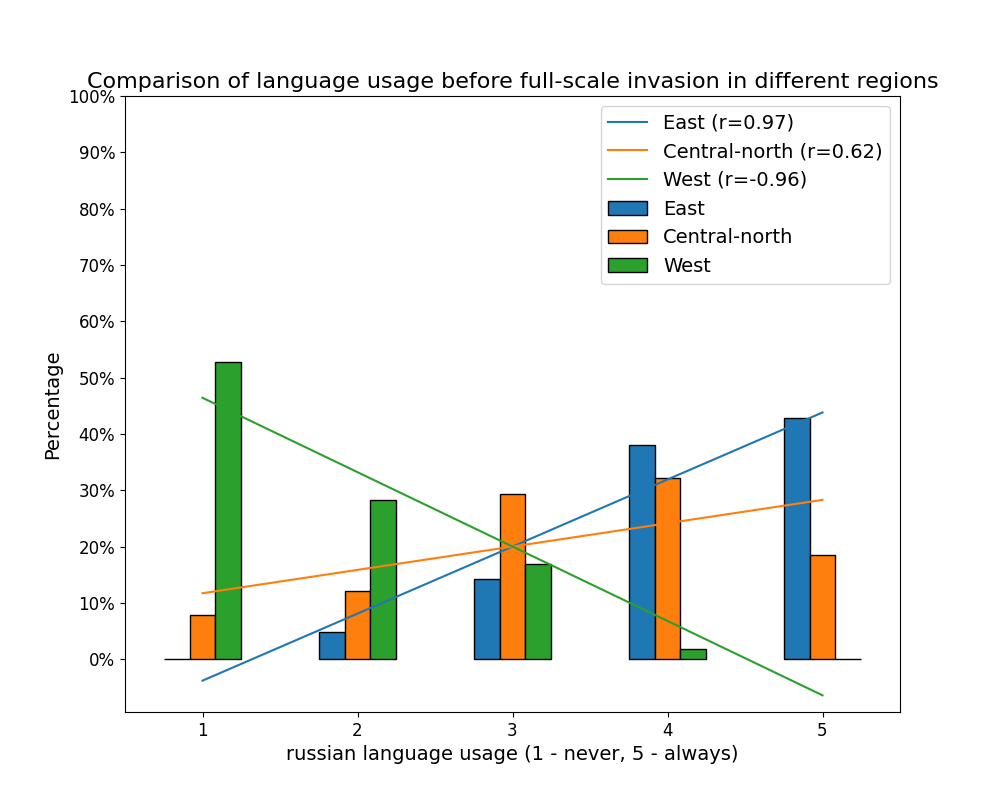 Comparison of language usage before full-scale invasion in different regions
100%
90%
80%
70%
60%
50%
40%
30%
20%
10%
0%
Percentage
East (r=0.97)
Central-north (r=0.62)
West (r=-0.96)
East
Central-north
West
1 2 3 4 5
russian language usage (1 - never, 5 - always)